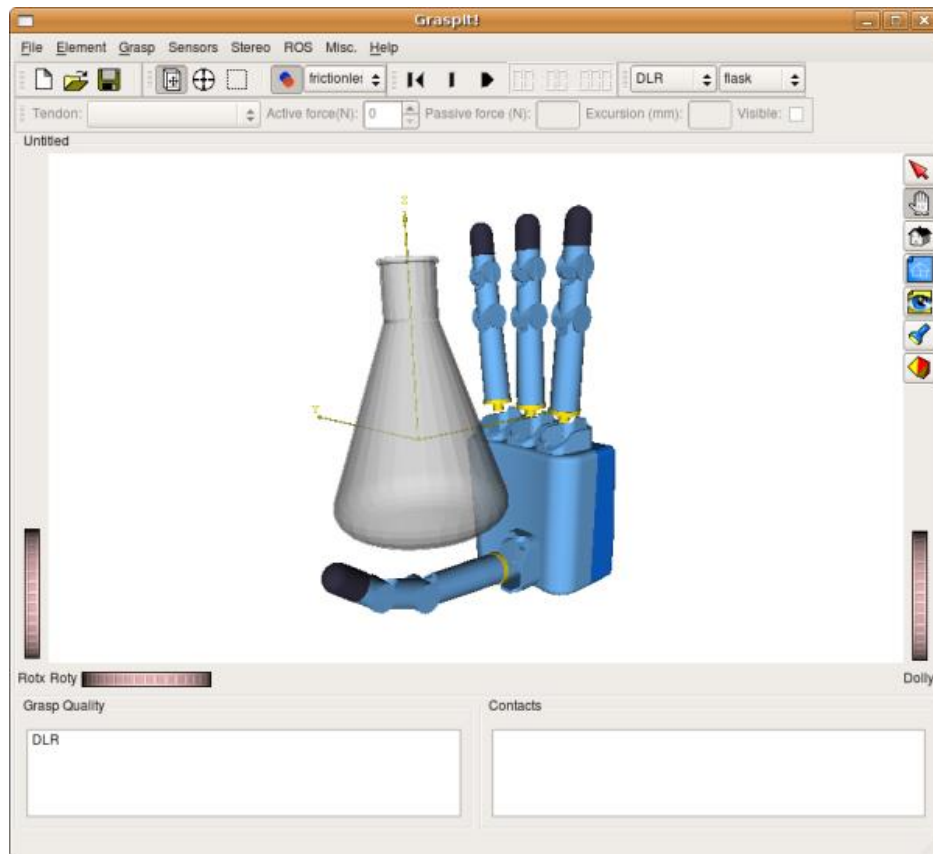 GraspIt!
File Element Grasp Sensors Stereo ROS Misc. Help
frictionles DLR flask
Tendon: Active force(N): 0 Passive force (N): Excursion (mm): Visible:
Untitled
Z
Y
Rotx Roty Dolly
Grasp Quality Contacts
DLR